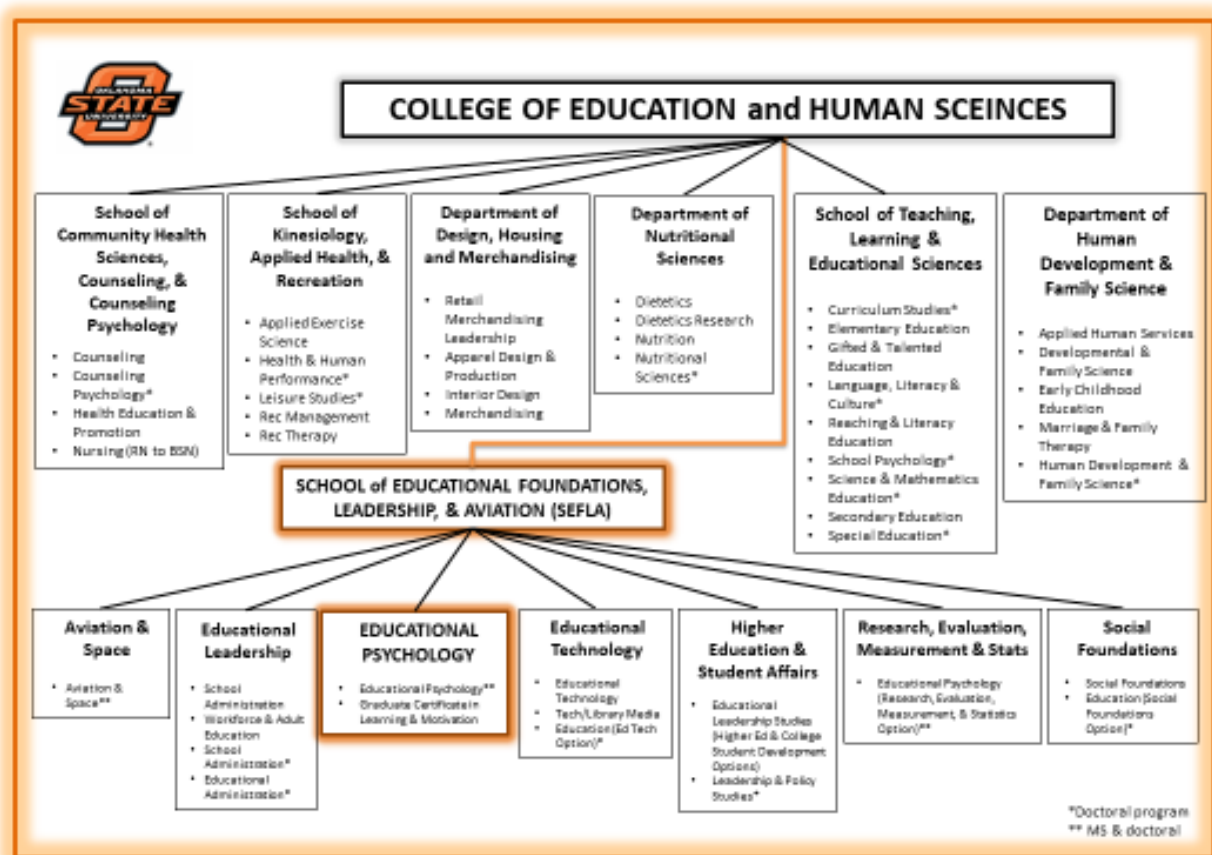 OKLAHOMA
STATE
UNIVERSITY
COLLEGE OF EDUCATION and HUMAN SCEINCES
School of
Community Health
Sciences,
Counseling, &
Counseling
Psychology
• Counseling
• Counseling
Psychology*
• Health Education &
Promotion
• Nursing (RN to BSN)
School of
Kinesiology,
Applied Health, &
Recreation
• Applied Exercise
Science
• Health & Human
Performance*
• Leisure Studies*
• Rec Management
• Rec Therapy
Department of
Design, Housing
and Merchandising
• Retail
Merchandising
Leadership
• Apparel Design &
Production
• Interior Design
• Merchandising
Department of
Nutritional
Sciences
• Dietetics
• Dietetics Research
• Nutrition
• Nutritional
Sciences*
School of Teaching,
Learning &
Educational Sciences
• Curriculum Studies*
• Elementary Education
• Gifted & Talented
Education
• Language, Literacy &
Culture*
• Reaching & Literacy
Education
• School Psychology*
• Science & Mathematics
Education*
• Secondary Education
• Special Education*
Department of
Human
Development &
Family Science
• Applied Human Services
• Developmental &
Family Science
• Early Childhood
Education
• Marriage & Family
Therapy
• Human Development &
Family Science*
SCHOOL of EDUCATIONAL FOUNDATIONS,
LEADERSHIP, & AVIATION (SEFLA)
Aviation &
Space
• Aviation &
Space**
Educational
Leadership
• School
Administration
• Workforce & Adult
Education
• School
Administration*
• Educational
Administration*
EDUCATIONAL
PSYCHOLOGY
• Educational Psychology**
• Graduate Certificate in
Learning & Motivation
Educational
Technology
• Educational
Technology
• Tech/Library Media
• Education (Ed Tech
Option)*
Higher
Education &
Student Affairs
• Educational
Leadership Studies
(Higher Ed & College
Student Development
Options)
• Leadership & Policy
Studies*
Research, Evaluation,
Measurement & Stats
• Educational Psychology
(Research, Evaluation,
Measurement, & Statistics
Option)**
Social
Foundations
• Social Foundations
• Education (Social
Foundations
Option)*
*Doctoral program
** MS & doctoral